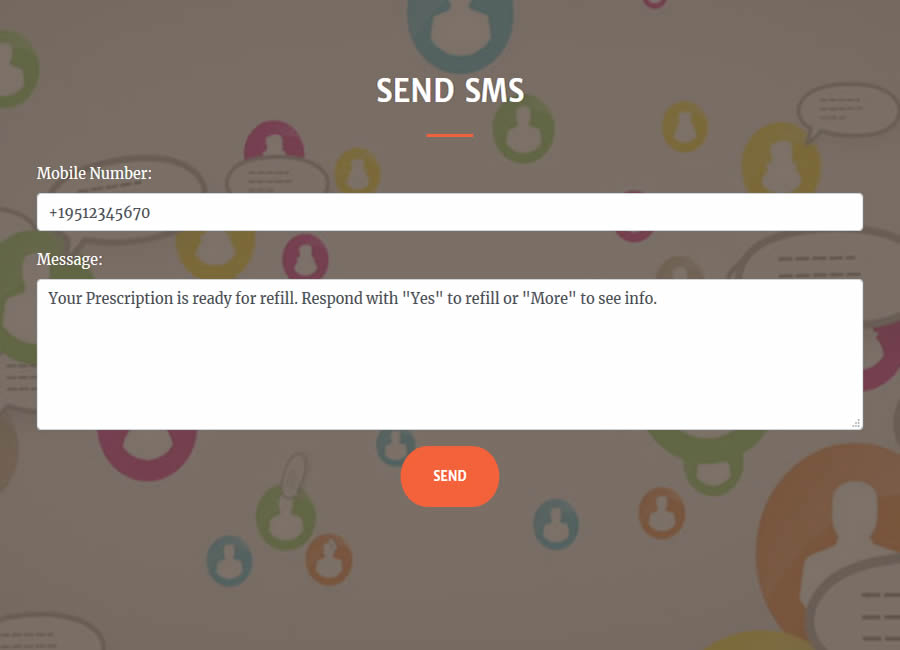 SEND SMS
Mobile Number:
+19512345670
Message:
Your Prescription is ready for refill. Respond with "Yes" to refill or "More" to see info.
SEND